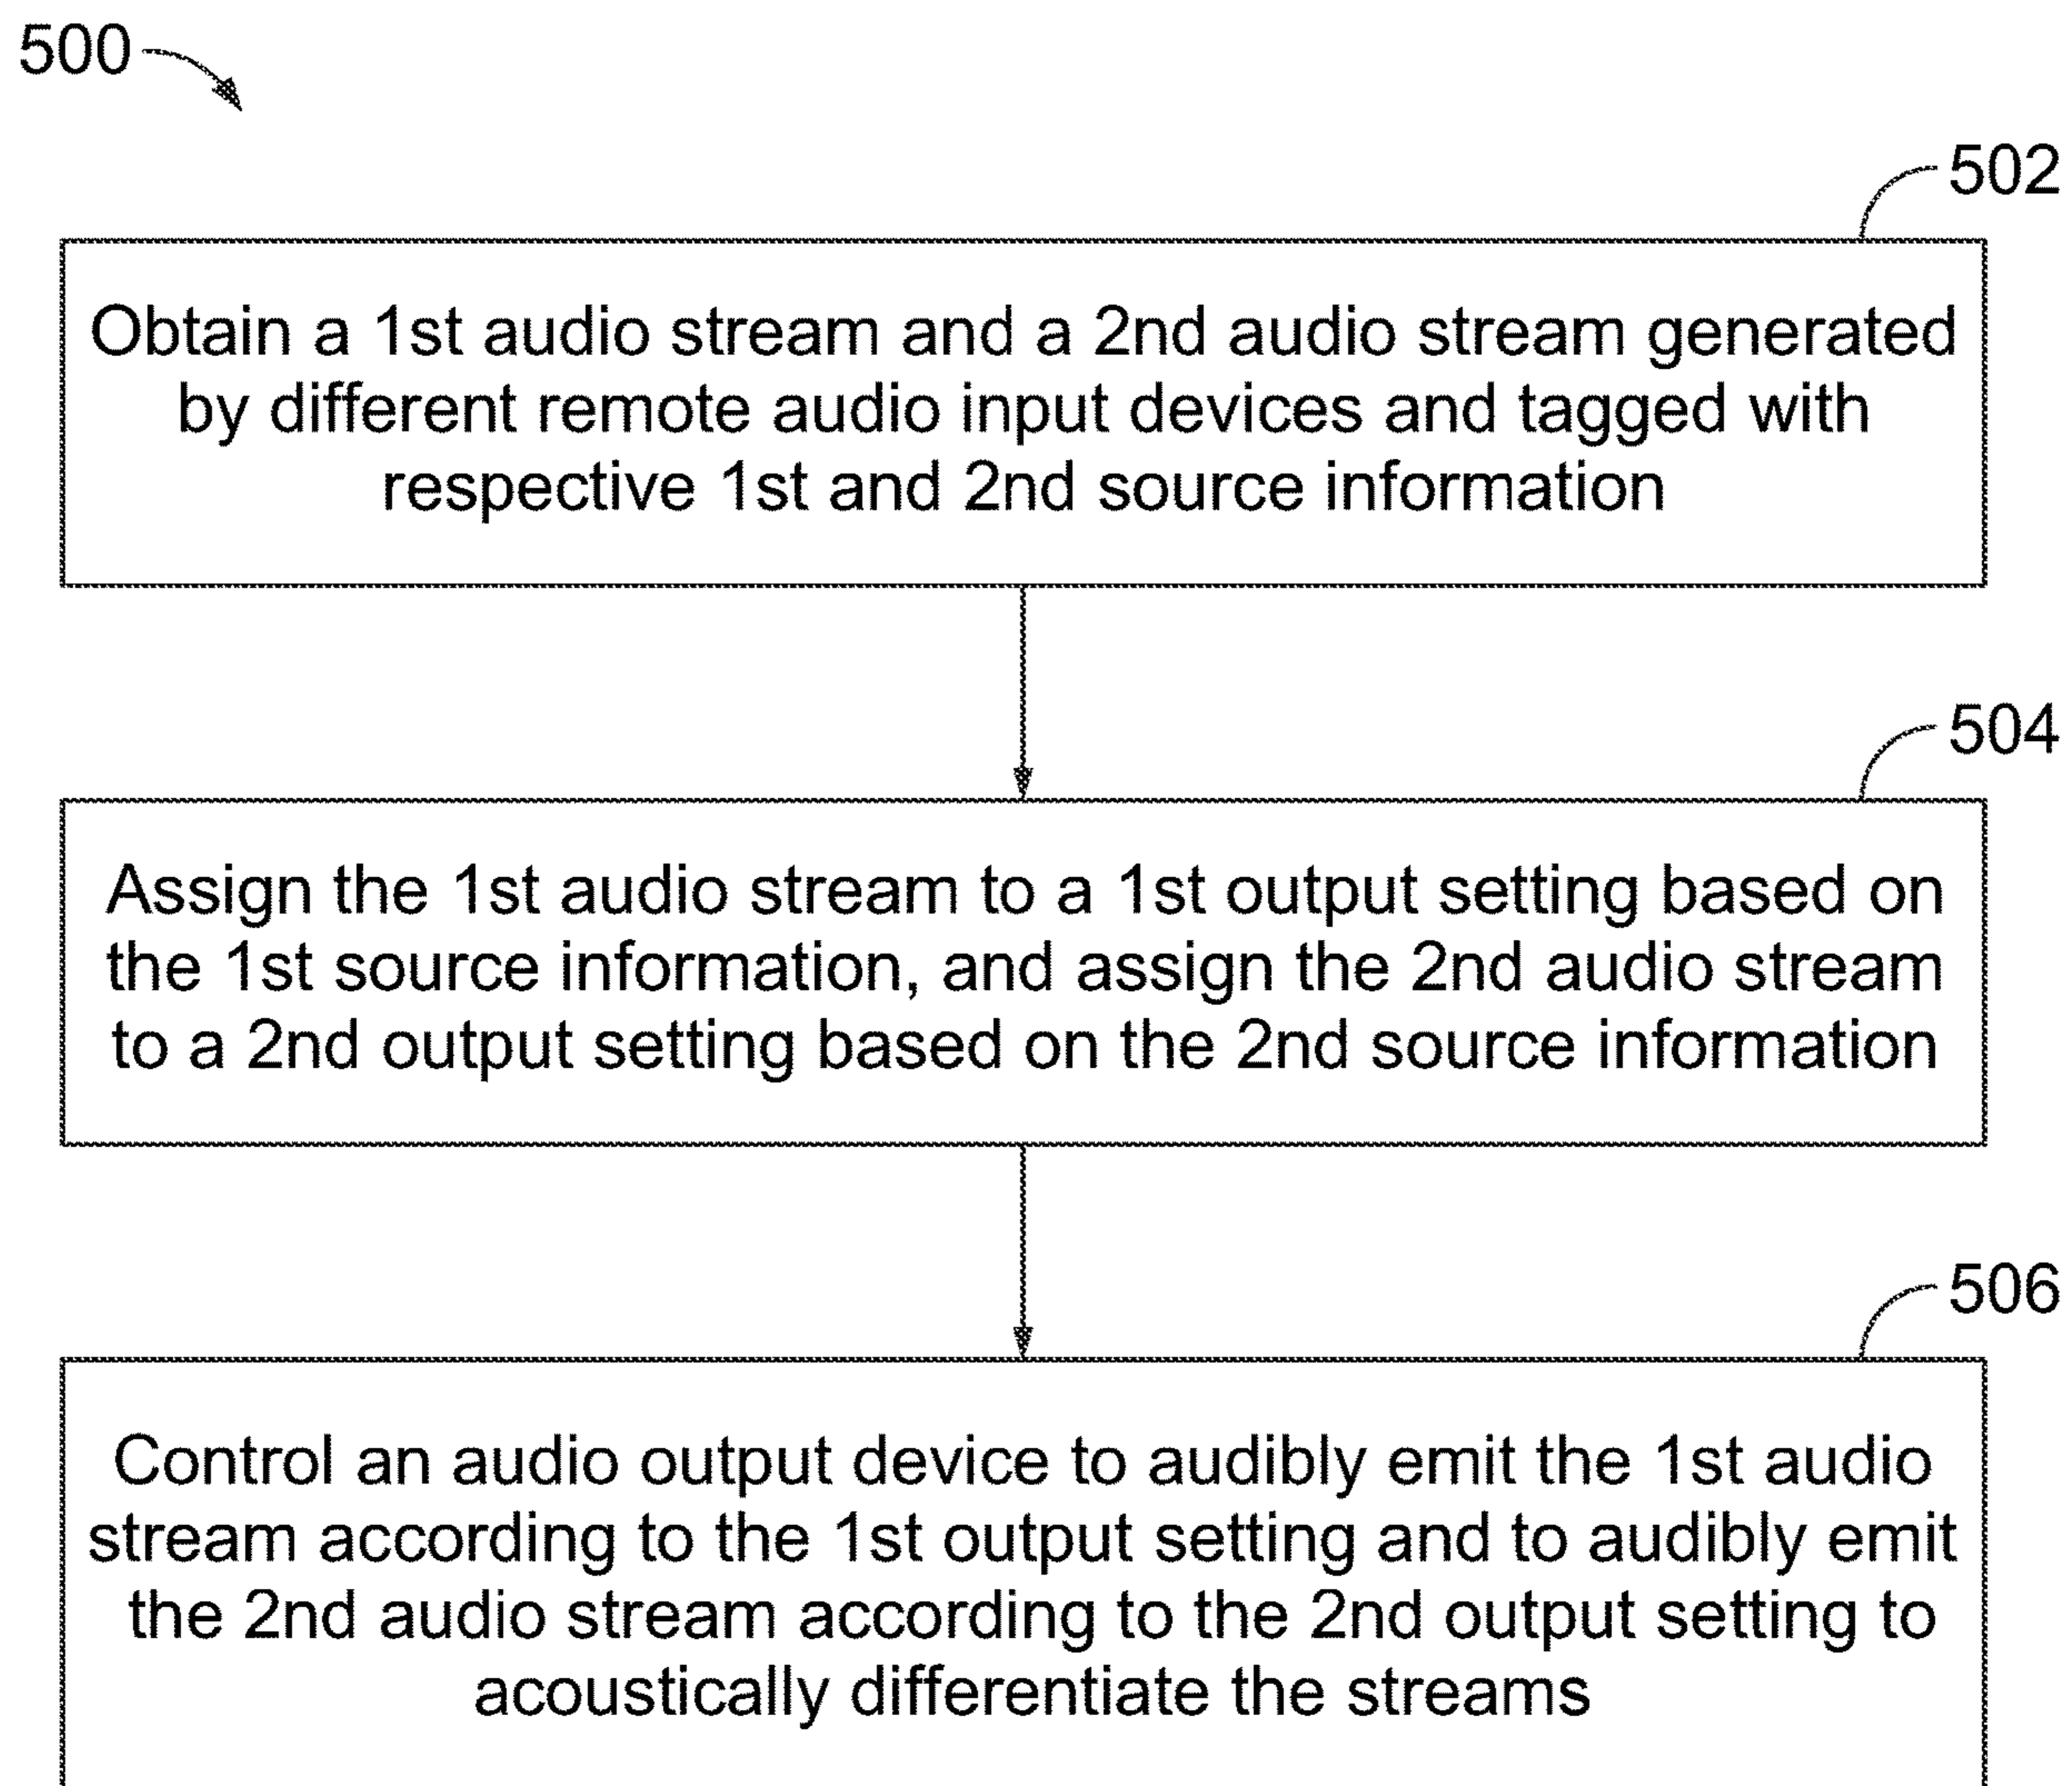 500
502
Obtain a 1st audio stream and a 2nd audio stream generated
by different remote audio input devices and tagged with
respective 1st and 2nd source information
504
Assign the 1st audio stream to a 1st output setting based on
the 1st source information, and assign the 2nd audio stream
to a 2nd output setting based on the 2nd source information
506
Control an audio output device to audibly emit the 1st audio
stream according to the 1st output setting and to audibly emit
the 2nd audio stream according to the 2nd output setting to
acoustically differentiate the streams